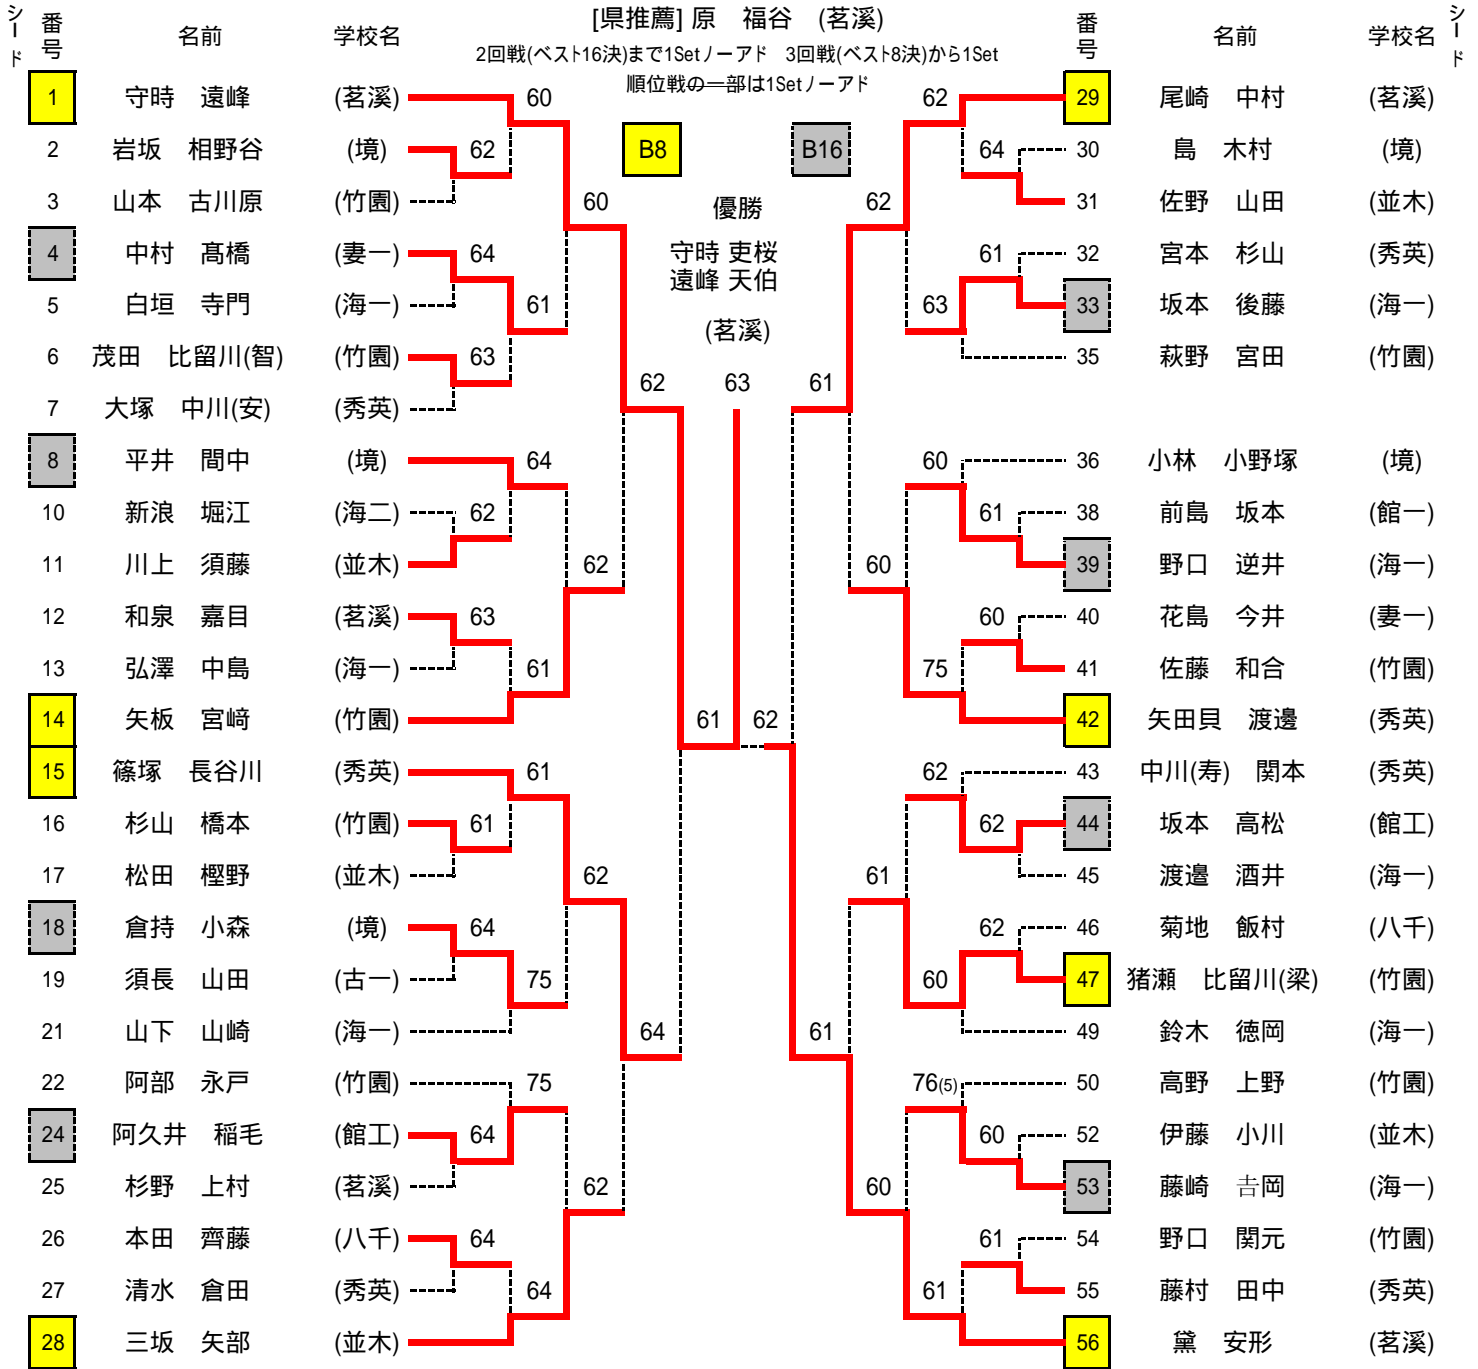 [県推薦] 原　福谷　(茗溪)
2回戦(ベスト16決)まで1Setノーアド　3回戦(ベスト8決)から1Set
順位戦の一部は1Setノーアド
シード 番号 名前 学校名
1 守時　遠峰 (茗溪)
2 岩坂　相野谷 (境)
3 山本　古川原 (竹園)
4 中村　髙橋 (妻一)
5 白垣　寺門 (海一)
6 茂田　比留川(智) (竹園)
7 大塚　中川(安) (秀英)
8 平井　間中 (境)
10 新浪　堀江 (海二)
11 川上　須藤 (並木)
12 和泉　嘉目 (茗溪)
13 弘澤　中島 (海一)
14 矢板　宮﨑 (竹園)
15 篠塚　長谷川 (秀英)
16 杉山　橋本 (竹園)
17 松田　樫野 (並木)
18 倉持　小森 (境)
19 須長　山田 (古一)
21 山下　山崎 (海一)
22 阿部　永戸 (竹園)
24 阿久井　稲毛 (館工)
25 杉野　上村 (茗溪)
26 本田　齊藤 (八千)
27 清水　倉田 (秀英)
28 三坂　矢部 (並木)
62
64
63
62
63
61
64
64
64
60
61
64
61
61
75
75
64
60
62
62
62
62
64
61
B8
B16
優勝
守時 吏桜
遠峰 天伯
(茗溪)
63
62
61
61
62
60
61
60
62
63
60
75
62
60
76(5)
61
64
61
61
60
62
62
60
61
番号 名前 学校名 シード
29 尾崎　中村 (茗溪)
30 島　木村 (境)
31 佐野　山田 (並木)
32 宮本　杉山 (秀英)
33 坂本　後藤 (海一)
35 萩野　宮田 (竹園)
36 小林　小野塚 (境)
38 前島　坂本 (館一)
39 野口　逆井 (海一)
40 花島　今井 (妻一)
41 佐藤　和合 (竹園)
42 矢田貝　渡邊 (秀英)
43 中川(寿)　関本 (秀英)
44 坂本　高松 (館工)
45 渡邉　酒井 (海一)
46 菊地　飯村 (八千)
47 猪瀬　比留川(梁) (竹園)
49 鈴木　徳岡 (海一)
50 高野　上野 (竹園)
52 伊藤　小川 (並木)
53 藤崎　𠮷岡 (海一)
54 野口　関元 (竹園)
55 藤村　田中 (秀英)
56 黛　安形 (茗溪)